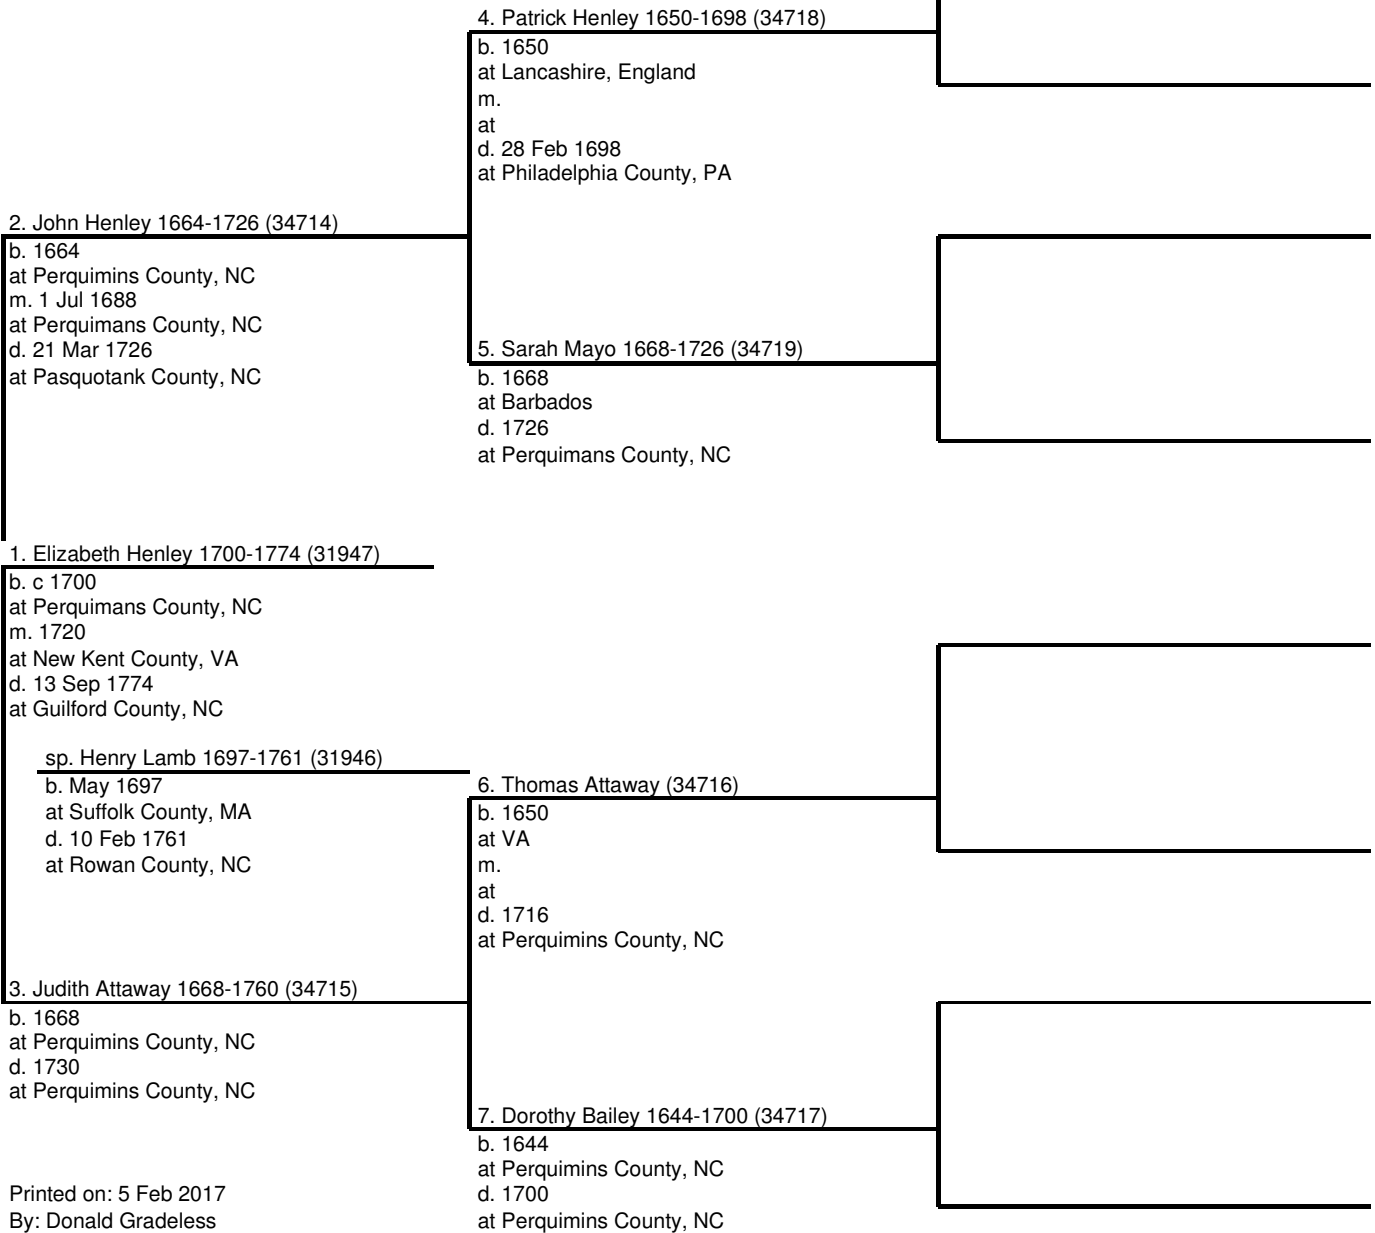 4. Patrick Henley 1650-1698 (34718)
b. 1650
at Lancashire, England
m.
at
d. 28 Feb 1698
at Philadelphia County, PA
2. John Henley 1664-1726 (34714)
b. 1664
at Perquimins County, NC
m. 1 Jul 1688
at Perquimans County, NC
d. 21 Mar 1726
at Pasquotank County, NC
5. Sarah Mayo 1668-1726 (34719)
b. 1668
at Barbados
d. 1726
at Perquimans County, NC
1. Elizabeth Henley 1700-1774 (31947)
b. c 1700
at Perquimans County, NC
m. 1720
at New Kent County, VA
d. 13 Sep 1774
at Guilford County, NC
sp. Henry Lamb 1697-1761 (31946)
b. May 1697
at Suffolk County, MA
d. 10 Feb 1761
at Rowan County, NC
6. Thomas Attaway (34716)
b. 1650
at VA
m.
at
d. 1716
at Perquimins County, NC
3. Judith Attaway 1668-1760 (34715)
b. 1668
at Perquimins County, NC
d. 1730
at Perquimins County, NC
7. Dorothy Bailey 1644-1700 (34717)
b. 1644
at Perquimins County, NC
d. 1700
at Perquimins County, NC
Printed on: 5 Feb 2017
By: Donald Gradeless